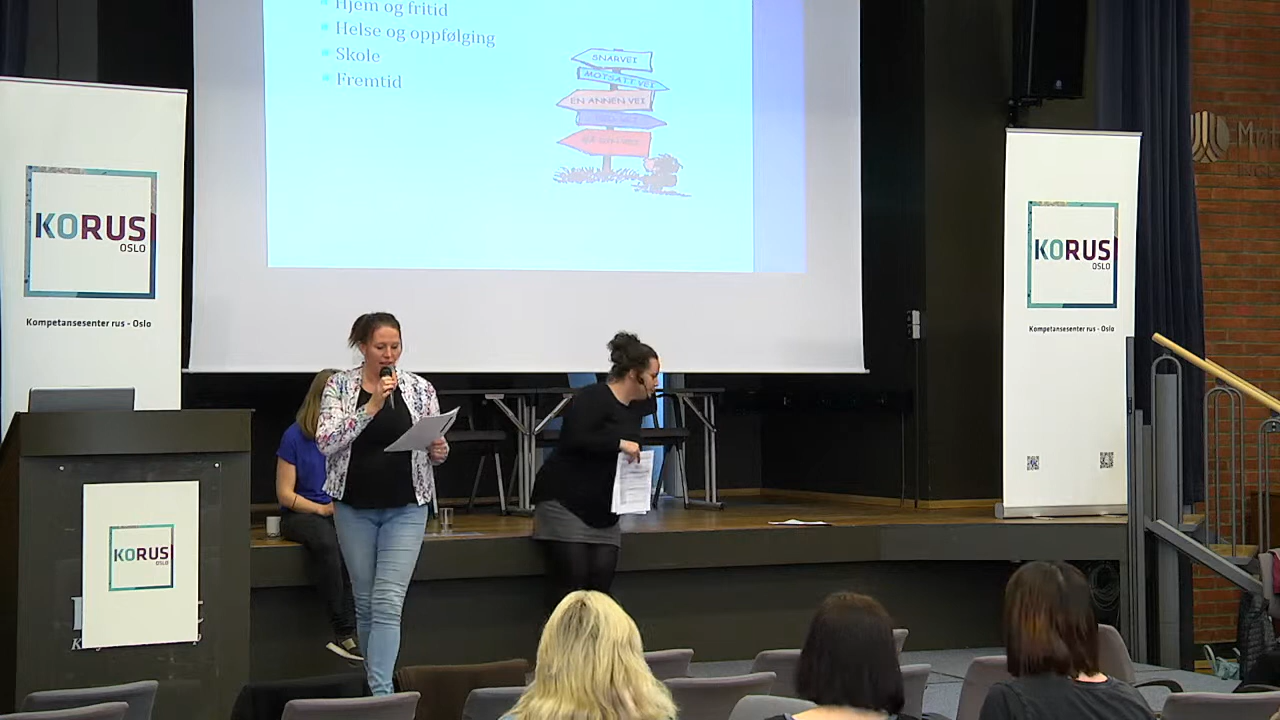 Hjem og fritid
Helse og oppfølging
Skole
Fremtid
SNARVEI
MOTSATT VEI
EN ANNEN VEI
KORUS
OSLO
Kompetansesenter rus - Oslo
KORUS
OSLO
Kompetansesenter rus - Oslo
KORUS
OSLO